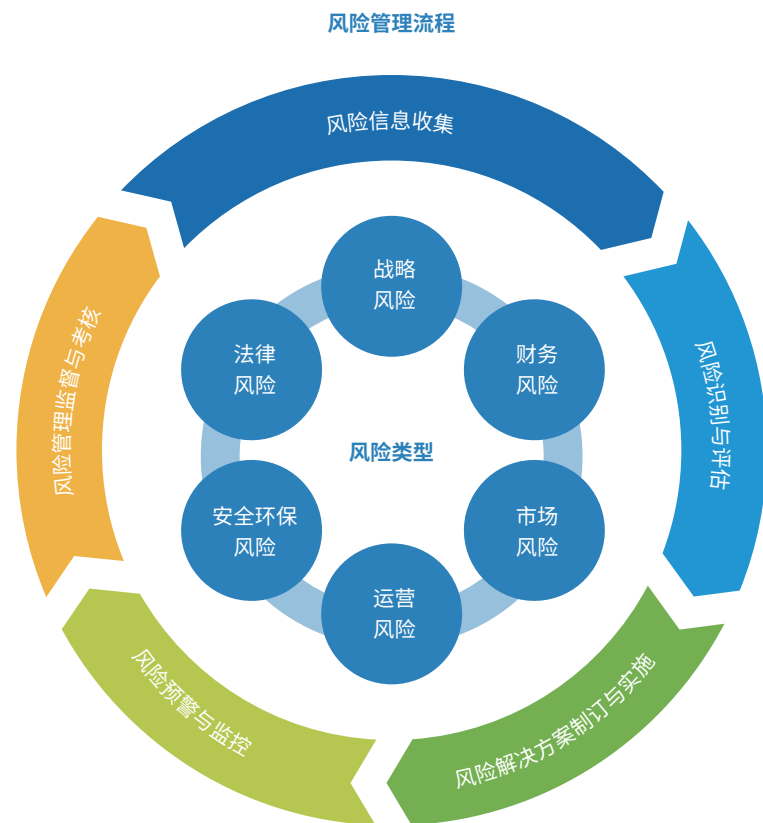 风险管理流程
风险信息收集
风险识别与评估
风险解决方案制订与实施
风险预警与监控
风险管理监督与考核
战略
风险
财务
风险
市场
风险
运营
风险
安全环保
风险
法律
风险
风险类型